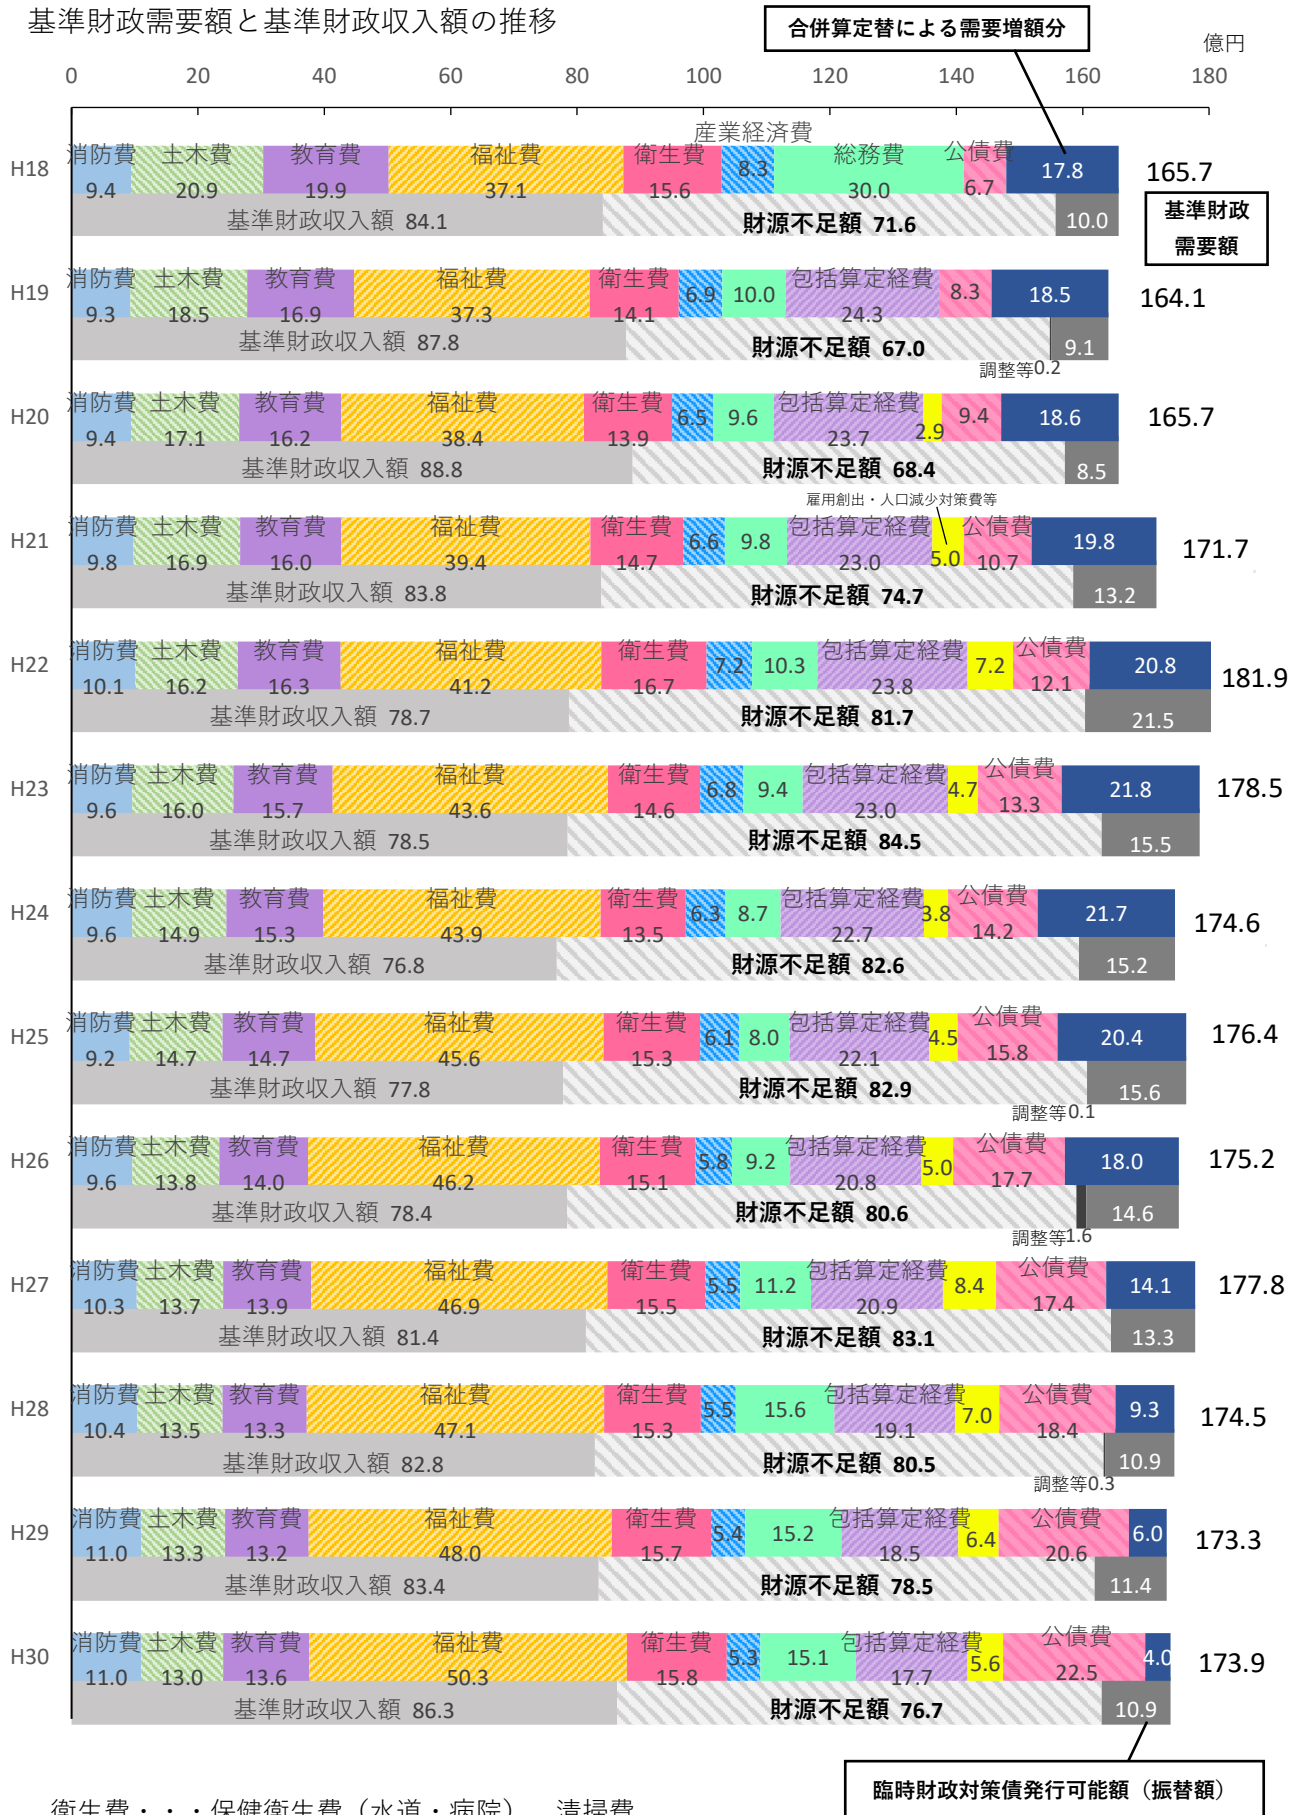 基準財政需要額と基準財政収入額の推移
合併算定替による需要増額分
億円
0 20 40 60 80 100 120 140 160 180
産業経済費
H18 消防費 土木費 教育費 福祉費 衛生費 8.3 総務費 公債費 17.8 165.7
9.4 20.9 19.9 37.1 15.6 30.0 6.7
基準財政収入額 84.1 財源不足額 71.6 10.0
基準財政
需要額
H19 消防費 土木費 教育費 福祉費 衛生費 6.9 10.0 包括算定経費 8.3 18.5 164.1
9.3 18.5 16.9 37.3 14.1 24.3
基準財政収入額 87.8 財源不足額 67.0 9.1
調整等0.2
H20 消防費 土木費 教育費 福祉費 衛生費 6.5 9.6 包括算定経費 9.4 18.6 165.7
9.4 17.1 16.2 38.4 13.9 23.7 2.9
基準財政収入額 88.8 財源不足額 68.4 8.5
雇用創出・人口減少対策費等
H21 消防費 土木費 教育費 福祉費 衛生費 6.6 9.8 包括算定経費 公債費 19.8 171.7
9.8 16.9 16.0 39.4 14.7 23.0 5.0 10.7
基準財政収入額 83.8 財源不足額 74.7 13.2
H22 消防費 土木費 教育費 福祉費 衛生費 7.2 10.3 包括算定経費 7.2 公債費 20.8 181.9
10.1 16.2 16.3 41.2 16.7 23.8 12.1
基準財政収入額 78.7 財源不足額 81.7 21.5
H23 消防費 土木費 教育費 福祉費 衛生費 6.8 9.4 包括算定経費 4.7 公債費 21.8 178.5
9.6 16.0 15.7 43.6 14.6 23.0 13.3
基準財政収入額 78.5 財源不足額 84.5 15.5
H24 消防費 土木費 教育費 福祉費 衛生費 6.3 8.7 包括算定経費 3.8 公債費 21.7 174.6
9.6 14.9 15.3 43.9 13.5 22.7 14.2
基準財政収入額 76.8 財源不足額 82.6 15.2
H25 消防費 土木費 教育費 福祉費 衛生費 6.1 8.0 包括算定経費 4.5 公債費 20.4 176.4
9.2 14.7 14.7 45.6 15.3 22.1 15.8
基準財政収入額 77.8 財源不足額 82.9 15.6
調整等0.1
H26 消防費 土木費 教育費 福祉費 衛生費 5.8 9.2 包括算定経費 5.0 公債費 18.0 175.2
9.6 13.8 14.0 46.2 15.1 20.8 17.7
基準財政収入額 78.4 財源不足額 80.6 14.6
調整等1.6
H27 消防費 土木費 教育費 福祉費 衛生費 5.5 11.2 包括算定経費 8.4 公債費 14.1 177.8
10.3 13.7 13.9 46.9 15.5 20.9 17.4
基準財政収入額 81.4 財源不足額 83.1 13.3
H28 消防費 土木費 教育費 福祉費 衛生費 5.5 15.6 包括算定経費 7.0 公債費 9.3 174.5
10.4 13.5 13.3 47.1 15.3 19.1 18.4
基準財政収入額 82.8 財源不足額 80.5 10.9
調整等0.3
H29 消防費 土木費 教育費 福祉費 衛生費 5.4 15.2 包括算定経費 6.4 公債費 6.0 173.3
11.0 13.3 13.2 48.0 15.7 18.5 20.6
基準財政収入額 83.4 財源不足額 78.5 11.4
H30 消防費 土木費 教育費 福祉費 衛生費 5.3 15.1 包括算定経費 5.6 公債費 4.0 173.9
11.0 13.0 13.6 50.3 15.8 17.7 22.5
基準財政収入額 86.3 財源不足額 76.7 10.9
臨時財政対策債発行可能額（振替額）
衛生費・・・保健衛生費（水道・病院）、清掃費